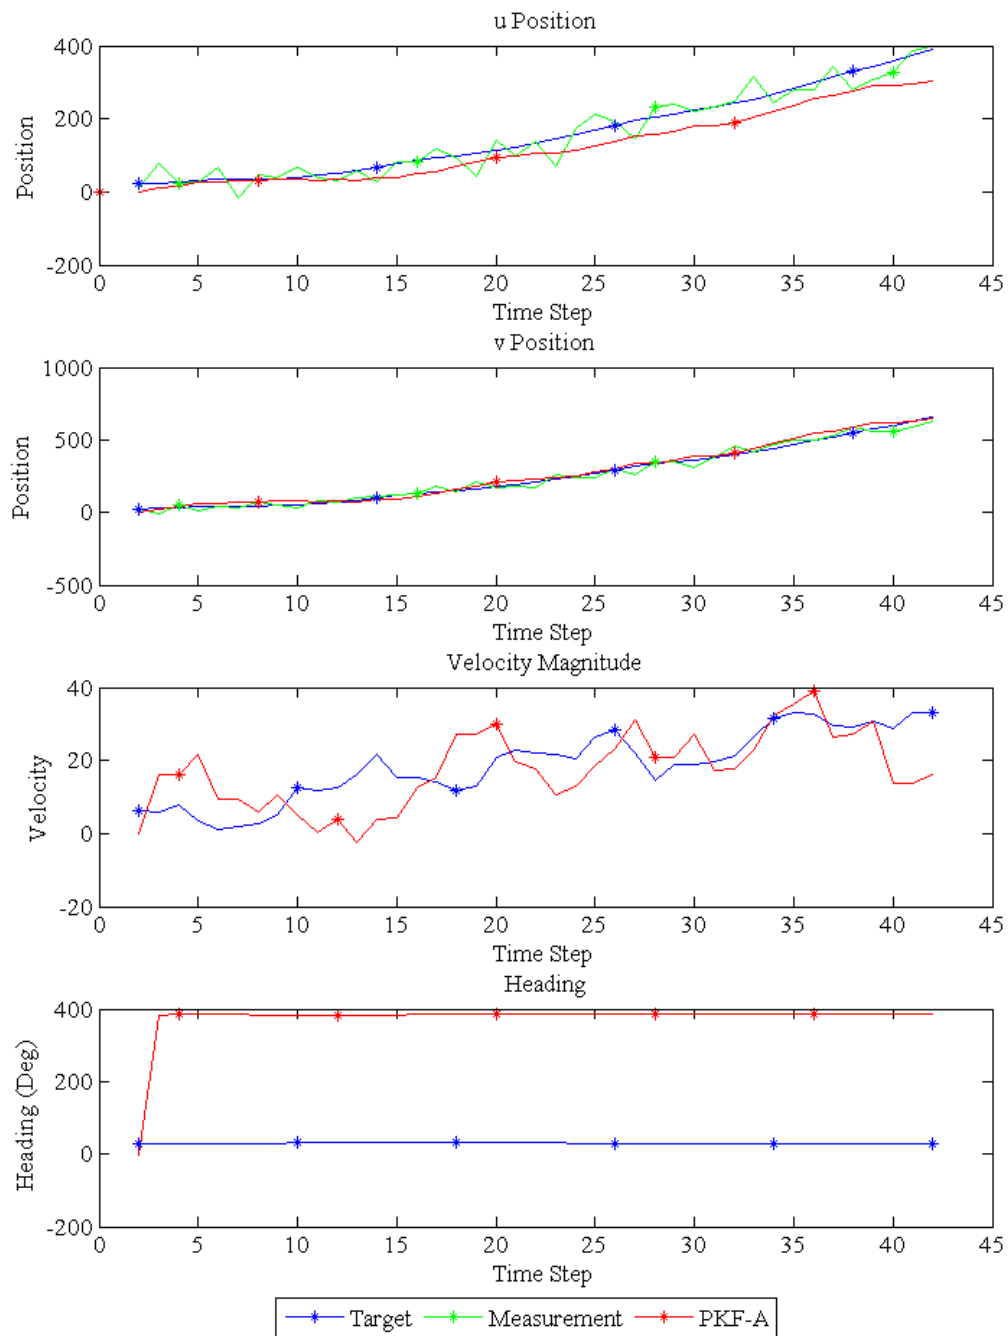 u Position
400
200
0
-200
Position
0 5 10 15 20 25 30 35 40 45
Time Step
v Position
1000
500
0
-500
Position
0 5 10 15 20 25 30 35 40 45
Time Step
Velocity Magnitude
40
20
0
-20
Velocity
0 5 10 15 20 25 30 35 40 45
Time Step
Heading
400
200
0
-200
Heading (Deg)
0 5 10 15 20 25 30 35 40 45
Time Step
Target Measurement PKF-A